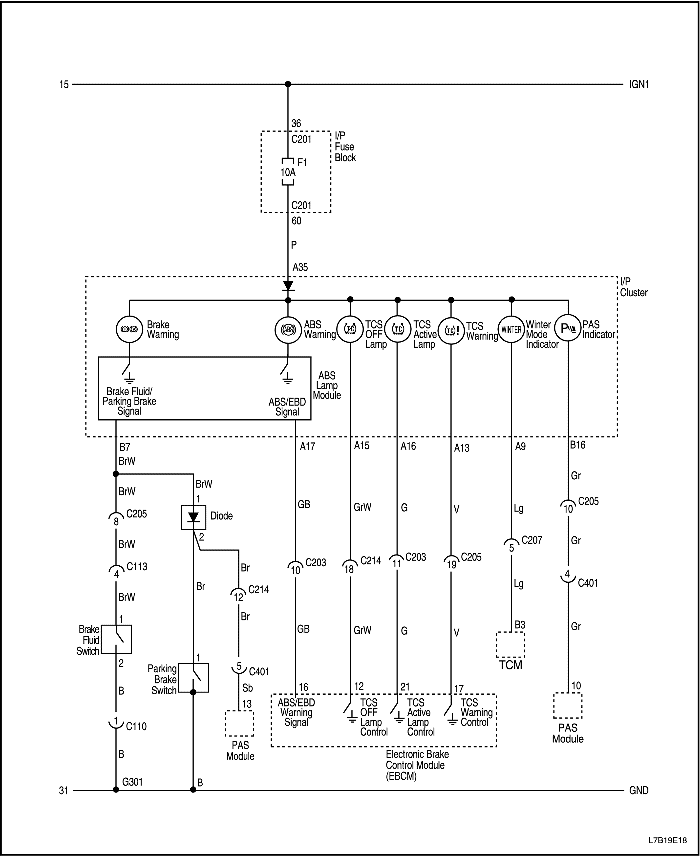 15
IGN1
36
C201
I/P
Fuse
Block
F1
10A
C201
60
P
A35
I/P
Cluster
Brake
Warning
ABS
ABS
Warning
TCS
OFF
Lamp
TCS
Active
Lamp
TCS
Warning
WINTER
Winter
Mode
Indicator
PAS
Indicator
Brake Fluid/
Parking Brake
Signal
ABS/EBD
Signal
ABS
Lamp
Module
B7
A17
A15
A16
A13
A9
B16
BrW
BrW
BrW
1
Diode
2
8
C205
GB
GrW
G
V
Lg
Gr
10
C205
BrW
4
C113
Br
Br
12
C214
10
C203
18
C214
11
C203
19
C205
5
C207
Gr
4
C401
BrW
Br
Lg
1
Brake
Fluid
Switch
2
GB
GrW
G
V
B3
TCM
Gr
Parking
Brake
Switch
1
5
C401
Sb
13
PAS
Module
B
1
C110
B
16
12
21
17
ABS/EBD
Warning
Signal
TCS
OFF
Lamp
Control
TCS
Active
Lamp
Control
TCS
Warning
Control
10
PAS
Module
Electronic Brake
Control Module
(EBCM)
31
G301
B
GND
L7B19E18